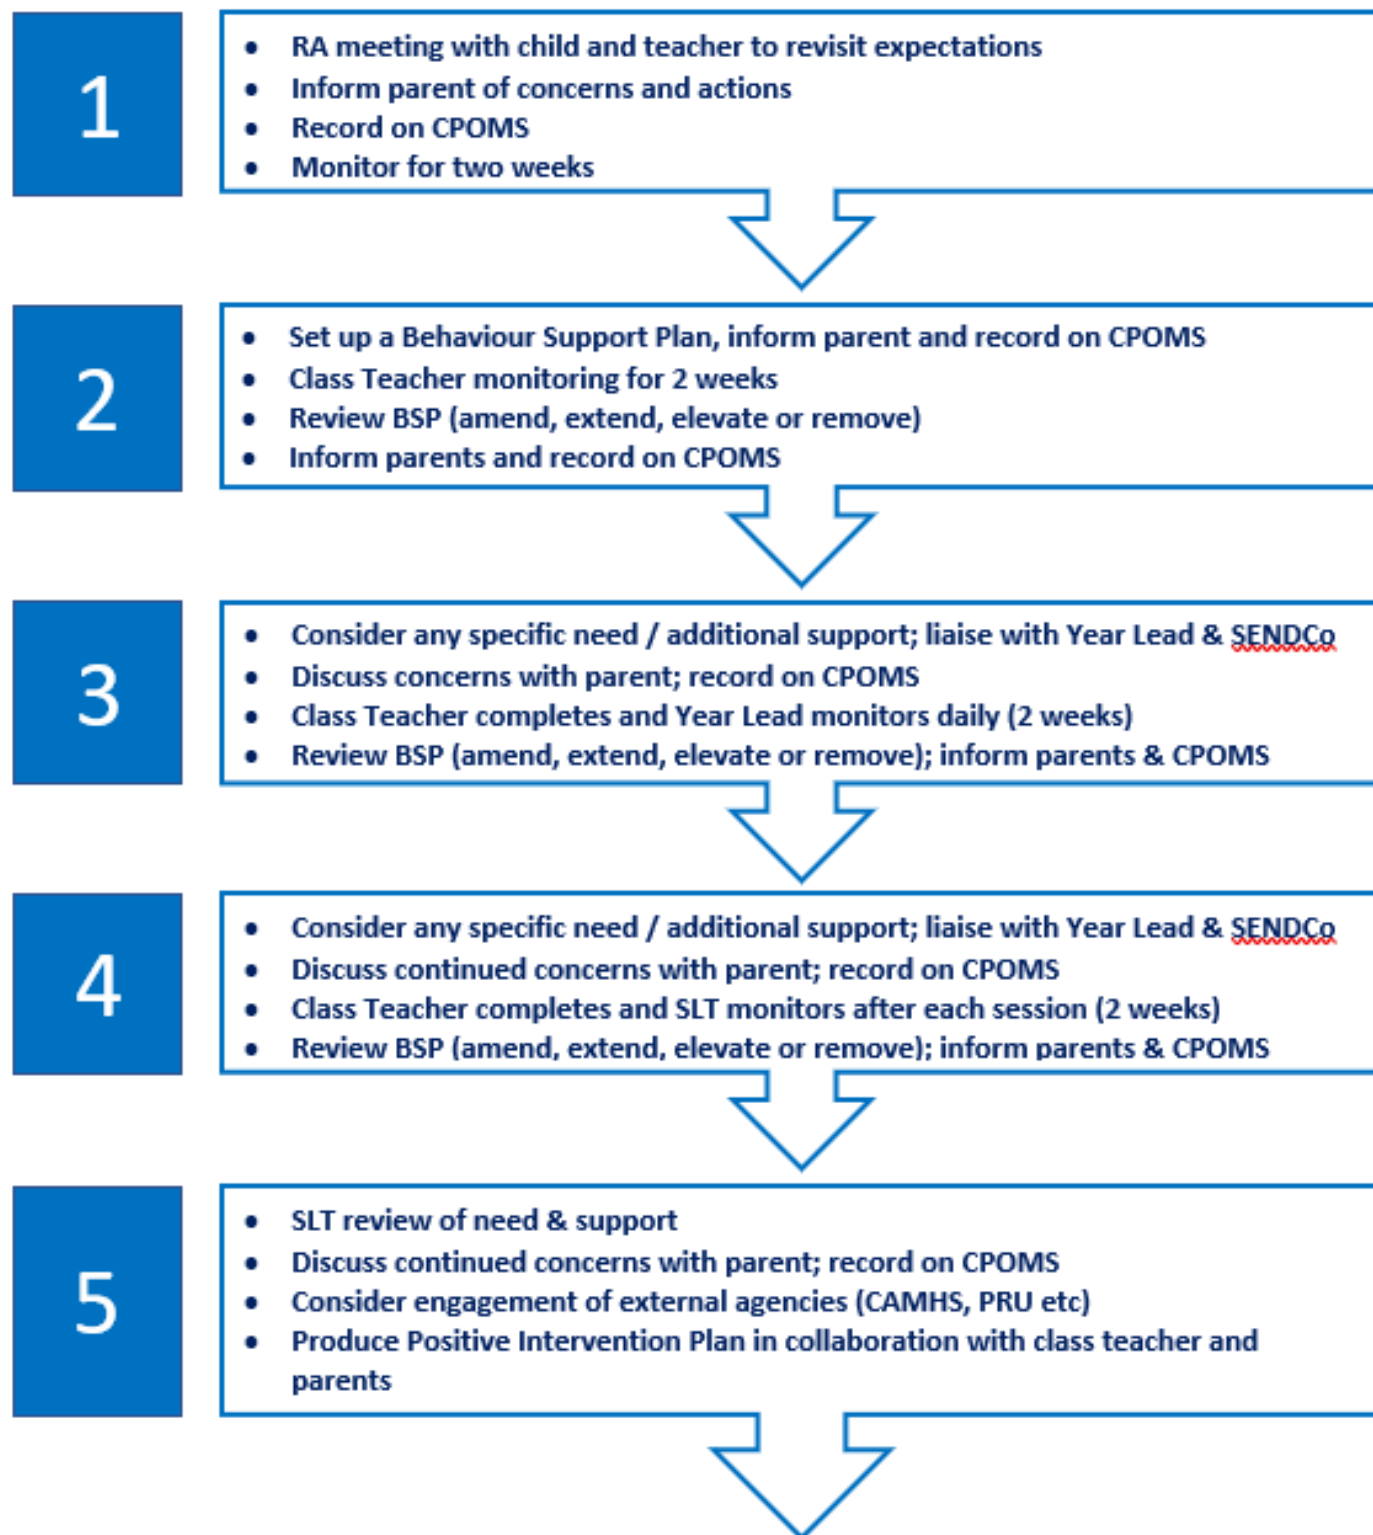 1
RA meeting with child and teacher to revisit expectations
Inform parent of concerns and actions
Record on CPOMS
Monitor for two weeks
2
Set up a Behaviour Support Plan, inform parent and record on CPOMS
Class Teacher monitoring for 2 weeks
Review BSP (amend, extend, elevate or remove)
Inform parents and record on CPOMS
3
Consider any specific need / additional support; liaise with Year Lead & SENDCo
Discuss concerns with parent; record on CPOMS
Class Teacher completes and Year Lead monitors daily (2 weeks)
Review BSP (amend, extend, elevate or remove); inform parents & CPOMS
4
Consider any specific need / additional support; liaise with Year Lead & SENDCo
Discuss continued concerns with parent; record on CPOMS
Class Teacher completes and SLT monitors after each session (2 weeks)
Review BSP (amend, extend, elevate or remove); inform parents & CPOMS
5
SLT review of need & support
Discuss continued concerns with parent; record on CPOMS
Consider engagement of external agencies (CAMHS, PRU etc)
Produce Positive Intervention Plan in collaboration with class teacher and
parents